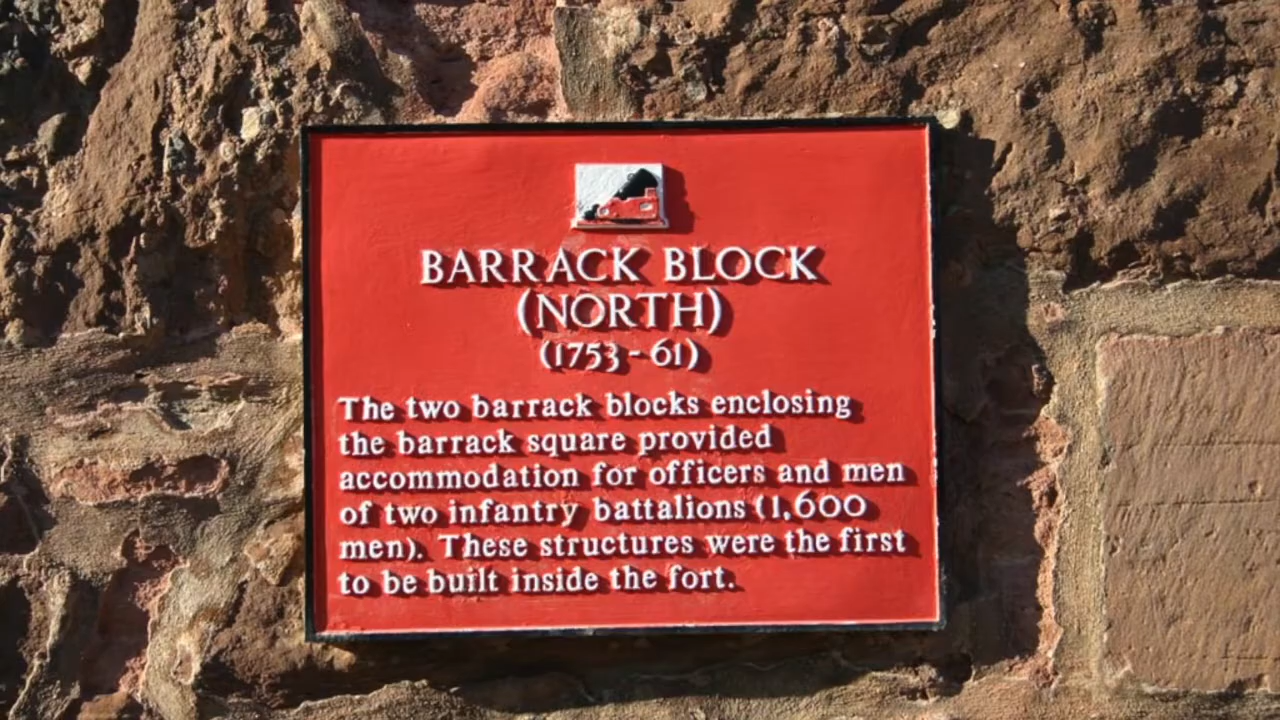 BARRACK BLOCK
(NORTH)
(1753 - 61)
The two barrack blocks enclosing
the barrack square provided
accommodation for officers and men
of two infantry battalions (1,600
men). These structures were the first
to be built inside the fort.